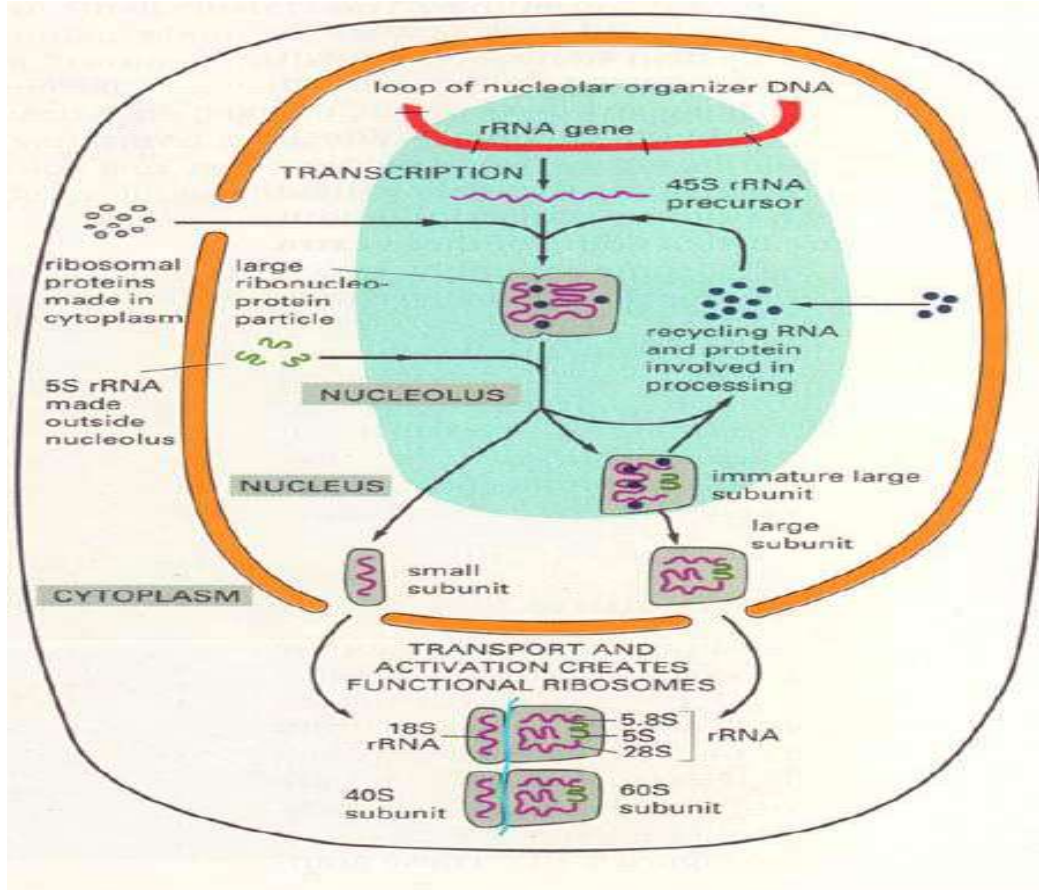 loop of nucleolar organizer DNA
rRNA gene
TRANSCRIPTION
45S rRNA
precursor
ribosomal
proteins
made in
cytoplasm
large
ribonucleo-
protein
particle
recycling RNA
and protein
involved in
processing
5S rRNA
made
outside
nucleolus
NUCLEOLUS
NUCLEUS
immature large
subunit
large
subunit
small
subunit
CYTOPLASM
TRANSPORT AND
ACTIVATION CREATES
FUNCTIONAL RIBOSOMES
18S
rRNA
5.8S
5S
28S
rRNA
40S
subunit
60S
subunit